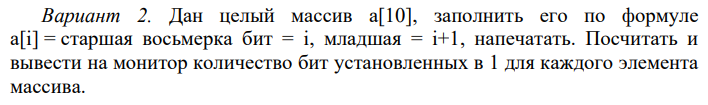 Вариант 2. Дан целый массив a[10], заполнить его по формуле
a[i] = старшая восьмерка бит = i, младшая = i+1, напечатать. Посчитать и
вывести на монитор количество бит установленных в 1 для каждого элемента
массива.